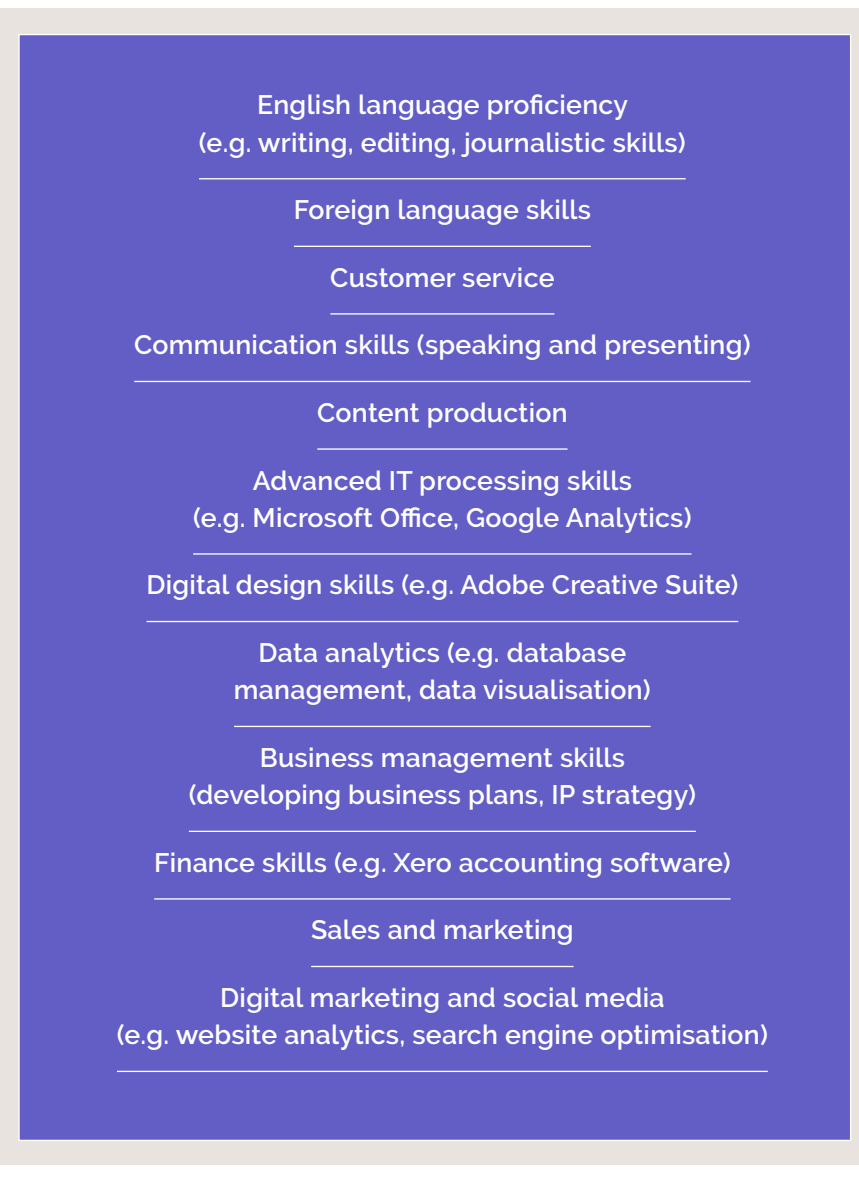 English language proficiency
(e.g. writing, editing, journalistic skills)
Foreign language skills
Customer service
Communication skills (speaking and presenting)
Content production
Advanced IT processing skills
(e.g. Microsoft Office, Google Analytics)
Digital design skills (e.g. Adobe Creative Suite)
Data analytics (e.g. database
management, data visualisation)
Business management skills
(developing business plans, IP strategy)
Finance skills (e.g. Xero accounting software)
Sales and marketing
Digital marketing and social media
(e.g. website analytics, search engine optimisation)